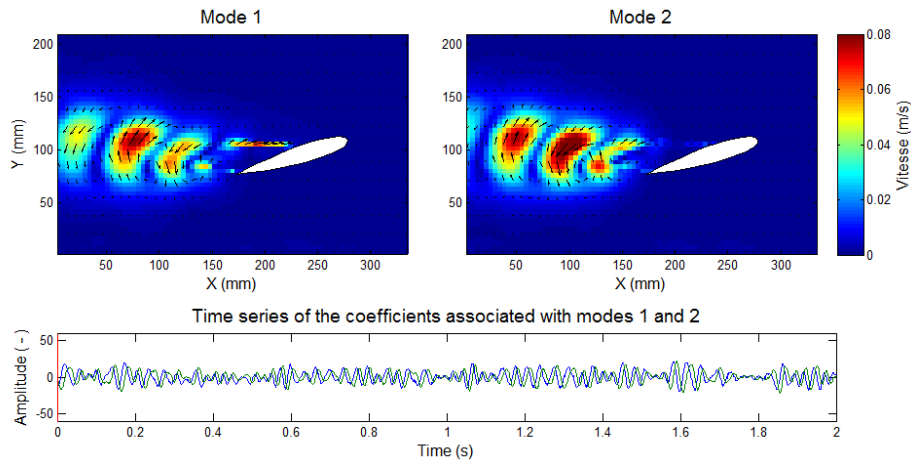 Mode 1
Mode 2
200
150
100
50
Y (mm)
50 100 150 200 250 300
X (mm)
200
150
100
50
50 100 150 200 250 300
X (mm)
0.08
0.06
0.04
0.02
0
Vitesse (m/s)
Time series of the coefficients associated with modes 1 and 2
50
0
-50
Amplitude ( - )
0 0.2 0.4 0.6 0.8 1 1.2 1.4 1.6 1.8 2
Time (s)